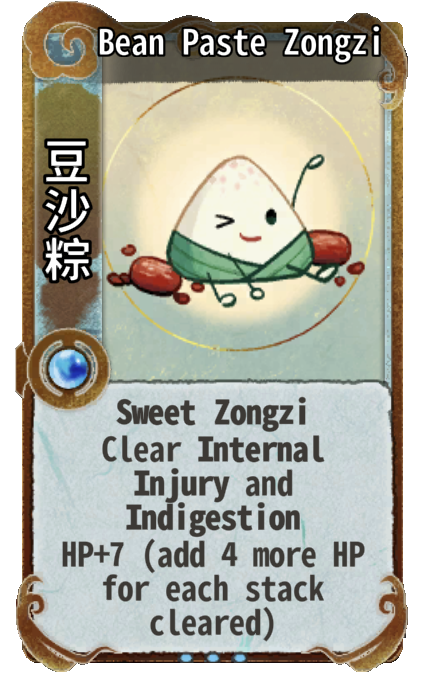 Bean Paste Zongzi
豆沙粽
Sweet Zongzi
Clear Internal
Injury and
Indigestion
HP+7 (add 4 more HP
for each stack
cleared)